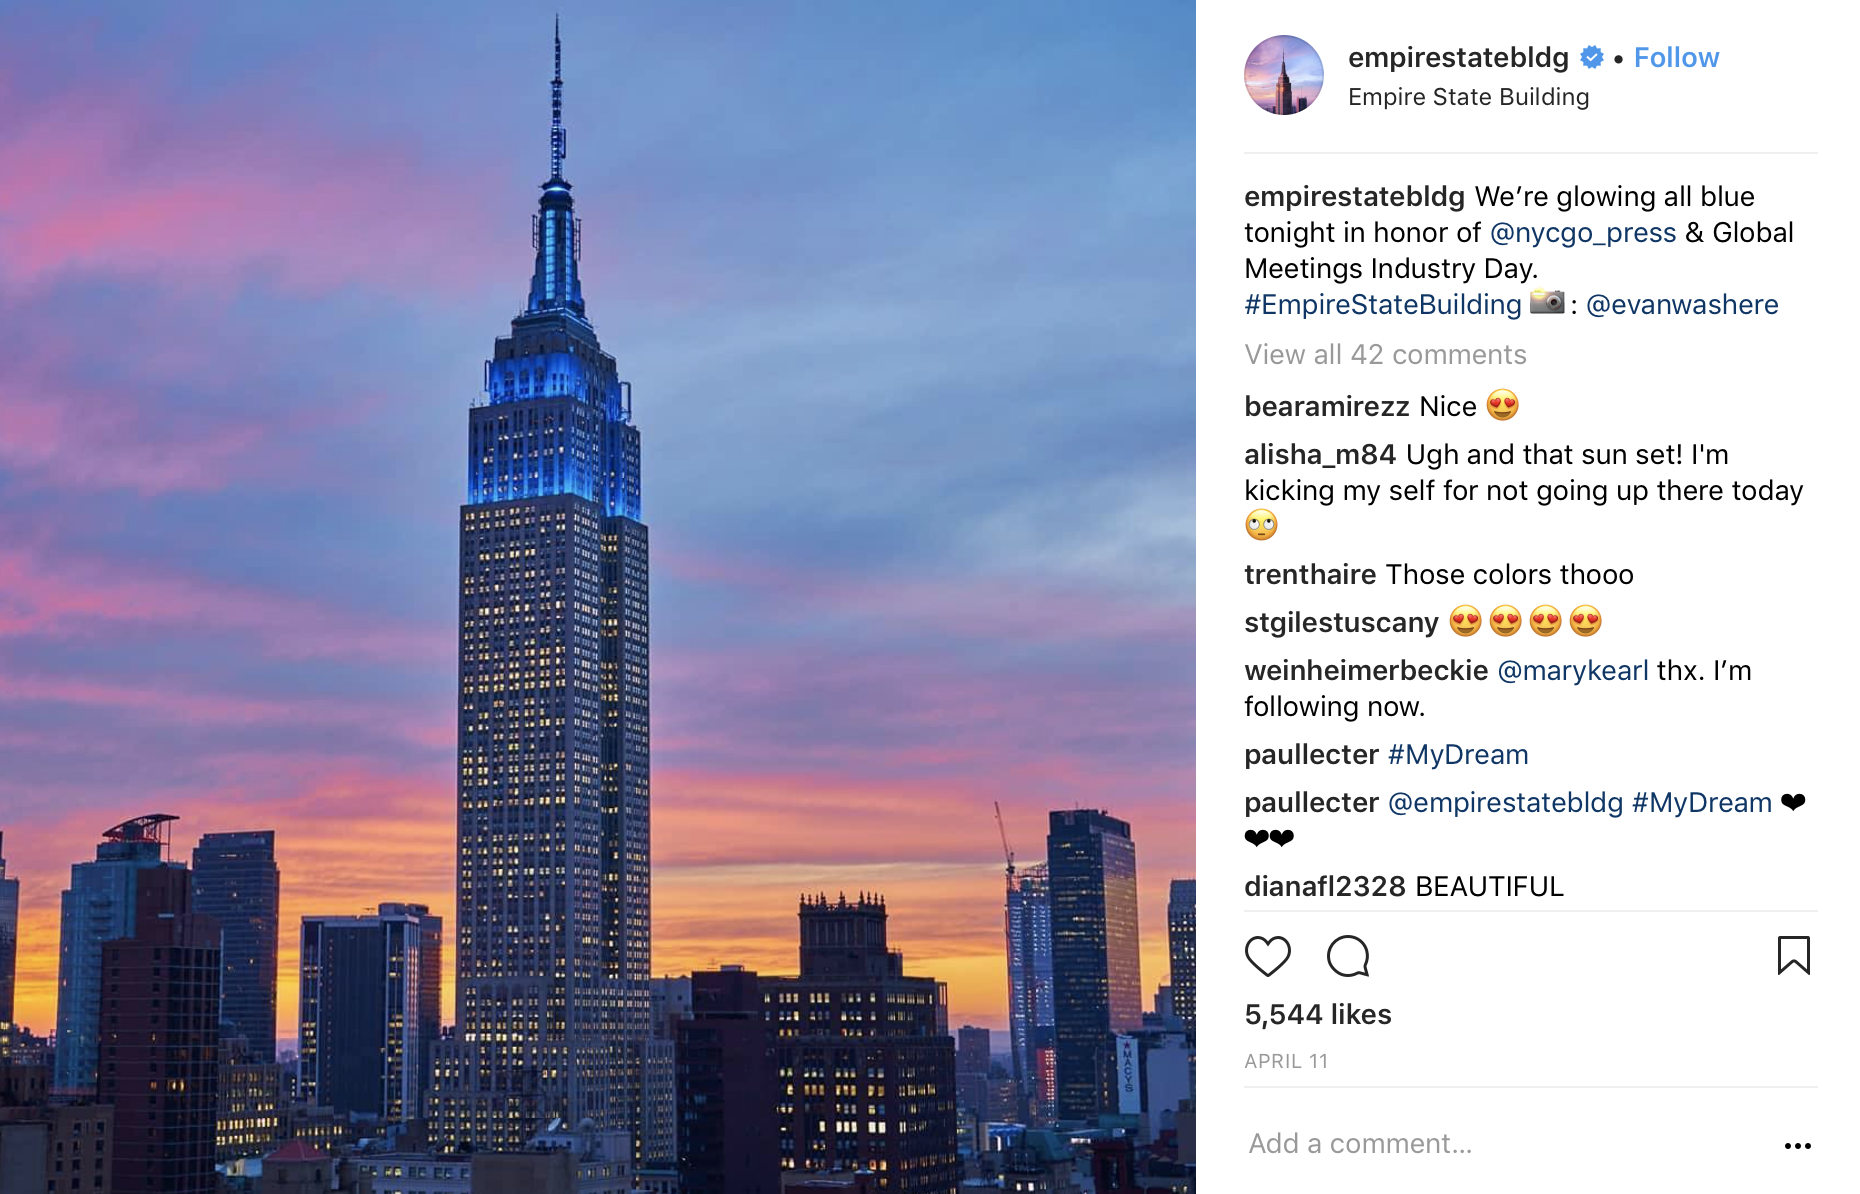 empirestatebldg • Follow
Empire State Building
empirestatebldg We’re glowing all blue
tonight in honor of @nycgo_press & Global
Meetings Industry Day.
#EmpireStateBuilding 📸: @evanwashere
View all 42 comments
bearamirezz Nice 😍
alisha_m84 Ugh and that sun set! I'm
kicking my self for not going up there today
🙄
trenthaire Those colors thooo
stgilestuscany 😍😍😍😍
weinheimerbeckie @marykearl thx. I’m
following now.
paullecter #MyDream
paullecter @empirestatebldg #MyDream ❤
❤❤
dianafl2328 BEAUTIFUL
5,544 likes
APRIL 11
Add a comment...
★MACYS